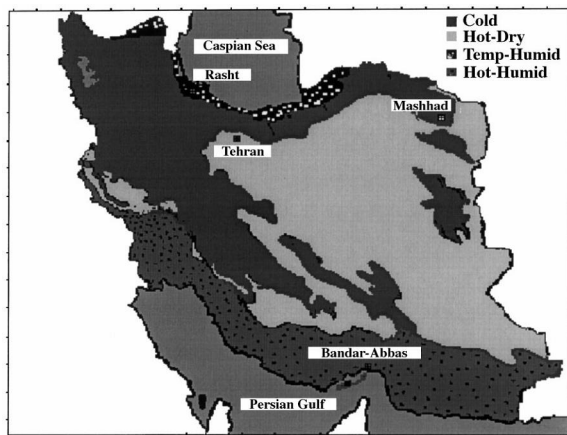 Cold
Hot-Dry
Temp-Humid
Hot-Humid
Caspian Sea
Rasht
Mashhad
Tehran
Bandar-Abbas
Persian Gulf